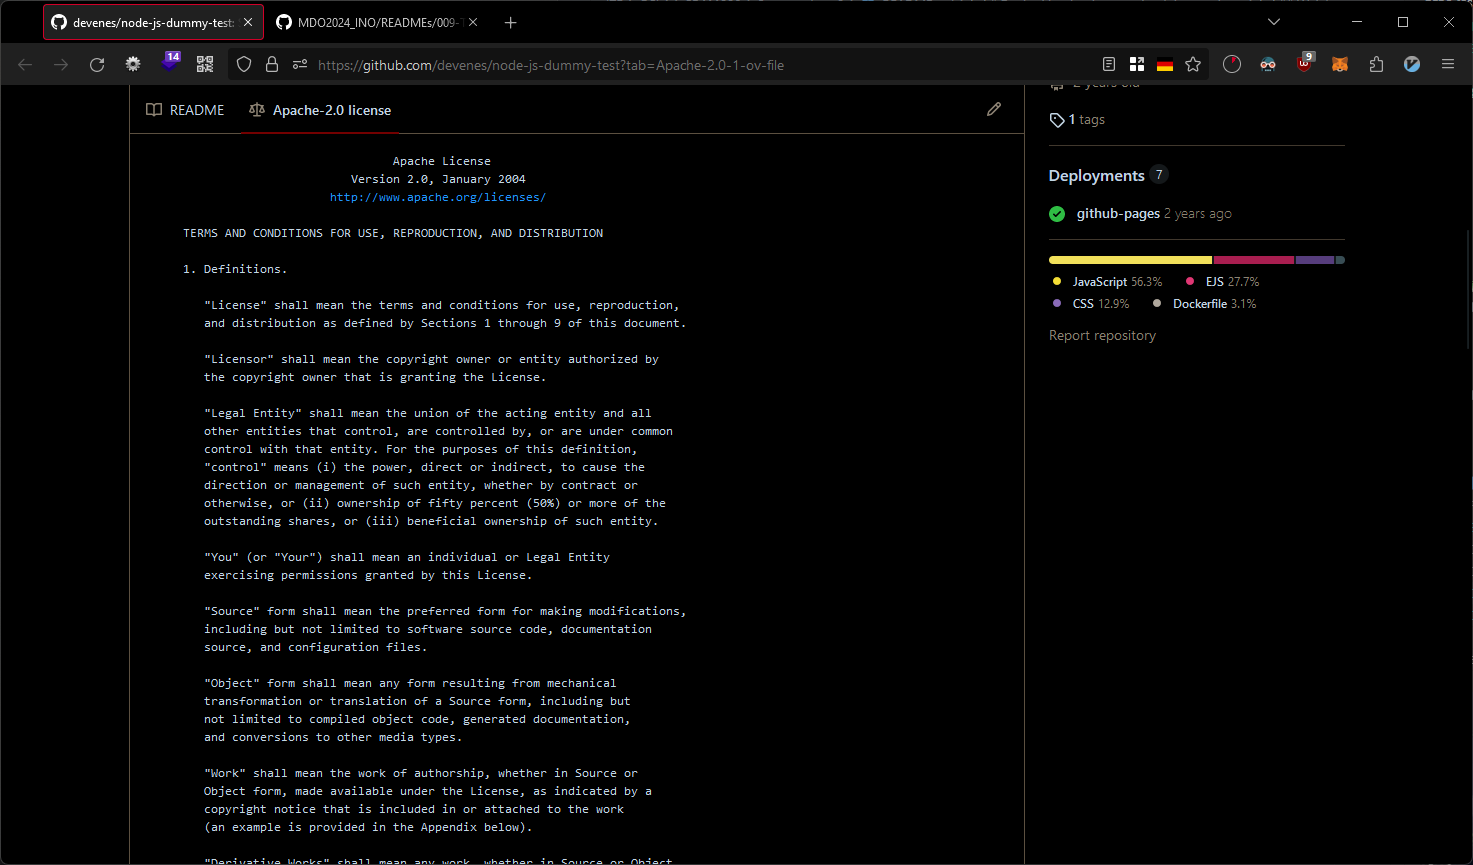 devenes/node-js-dummy-test:
MDO2024_INO/READMEs/009-
14
https://github.com/devenes/node-js-dummy-test?tab=Apache-2.0-1-ov-file
9
README
Apache-2.0 license
Apache License
Version 2.0, January 2004
http://www.apache.org/licenses/
TERMS AND CONDITIONS FOR USE, REPRODUCTION, AND DISTRIBUTION
1. Definitions.
"License" shall mean the terms and conditions for use, reproduction,
and distribution as defined by Sections 1 through 9 of this document.
"Licensor" shall mean the copyright owner or entity authorized by
the copyright owner that is granting the License.
"Legal Entity" shall mean the union of the acting entity and all
other entities that control, are controlled by, or are under common
control with that entity. For the purposes of this definition,
"control" means (i) the power, direct or indirect, to cause the
direction or management of such entity, whether by contract or
otherwise, or (ii) ownership of fifty percent (50%) or more of the
outstanding shares, or (iii) beneficial ownership of such entity.
"You" (or "Your") shall mean an individual or Legal Entity
exercising permissions granted by this License.
"Source" form shall mean the preferred form for making modifications,
including but not limited to software source code, documentation
source, and configuration files.
"Object" form shall mean any form resulting from mechanical
transformation or translation of a Source form, including but
not limited to compiled object code, generated documentation,
and conversions to other media types.
"Work" shall mean the work of authorship, whether in Source or
Object form, made available under the License, as indicated by a
copyright notice that is included in or attached to the work
(an example is provided in the Appendix below).
"Derivative Works" shall mean any work, whether in Source or Object
2 years old
1 tags
Deployments 7
github-pages 2 years ago
JavaScript 56.3%
EJS 27.7%
CSS 12.9%
Dockerfile 3.1%
Report repository